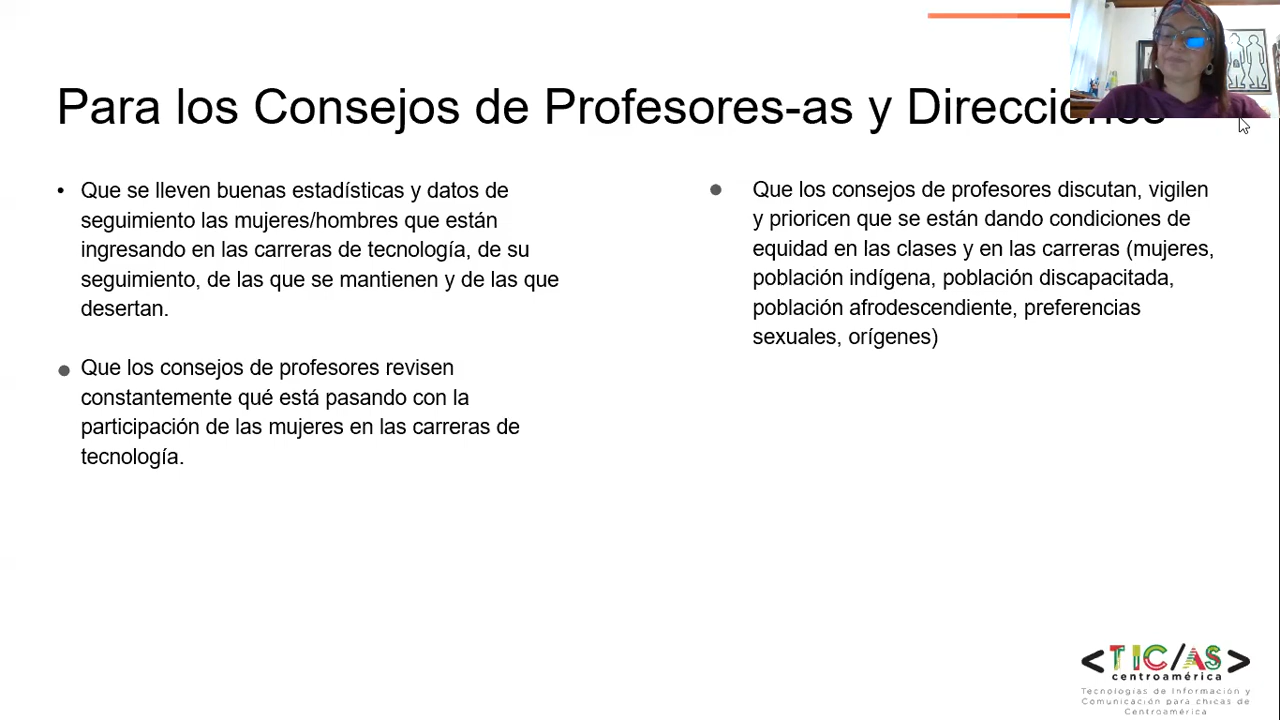 Para los Consejos de Profesores-as y Direcciones
• Que se lleven buenas estadísticas y datos de
seguimiento las mujeres/hombres que están
ingresando en las carreras de tecnología, de su
seguimiento, de las que se mantienen y de las que
desertan.
● Que los consejos de profesores revisen
constantemente qué está pasando con la
participación de las mujeres en las carreras de
tecnología.
● Que los consejos de profesores discutan, vigilen
y prioricen que se están dando condiciones de
equidad en las clases y en las carreras (mujeres,
población indígena, población discapacitada,
población afrodescendiente, preferencias
sexuales, orígenes)
<TIC/AS>
centroamérica
Tecnologías de Información y
Comunicación para chicas de
Centroamérica